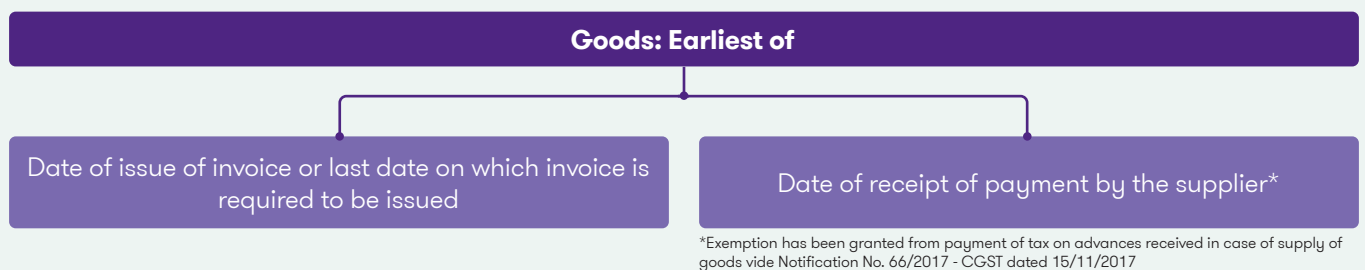 Goods: Earliest of
Date of issue of invoice or last date on which invoice is
required to be issued
Date of receipt of payment by the supplier*
*Exemption has been granted from payment of tax on advances received in case of supply of
goods vide Notification No. 66/2017 - CGST dated 15/11/2017